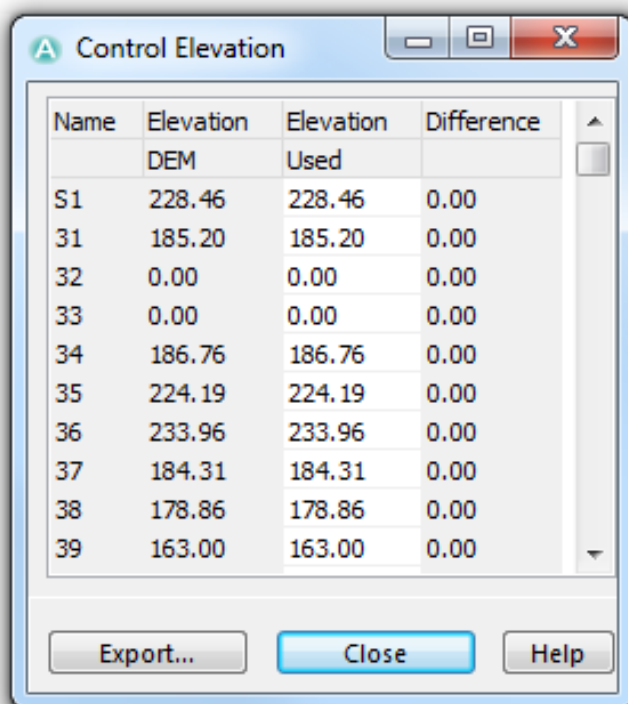 Control Elevation
Name Elevation Elevation Difference
DEM Used
S1 228.46 228.46 0.00
31 185.20 185.20 0.00
32 0.00 0.00 0.00
33 0.00 0.00 0.00
34 186.76 186.76 0.00
35 224.19 224.19 0.00
36 233.96 233.96 0.00
37 184.31 184.31 0.00
38 178.86 178.86 0.00
39 163.00 163.00 0.00
Export... Close Help